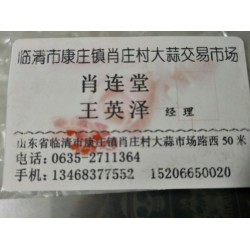 临清市康庄镇肖庄村大蒜交易市场
肖连堂
王英泽 经理
山东省临清市康庄镇肖庄村大蒜市场路西50米
电话:0635-2711364
手机:13468377552 15206650020